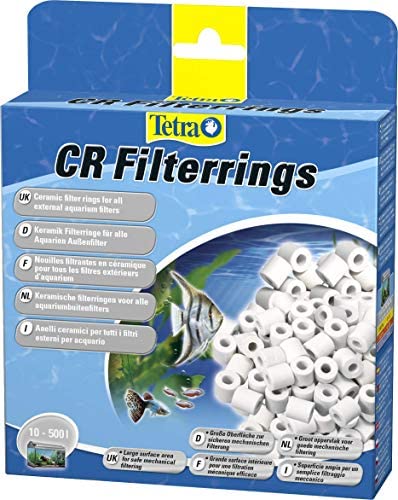 Tetra
CR Filterrings
UK Ceramic filter rings for all
external aquarium filters
D Keramik Filterringe für alle
Aquarien Außenfilter
F Nouilles filtrantes en céramique
pour tous les filtres extérieurs
d'aquarium
NL Keramische filterringen voor alle
aquariumbuitenfilters
I Anelli ceramici per tutti i filtri
esterni per acquario
10 - 500 l
D Große Oberfläche zur
sicheren mechanischen
Filterung
NL Groot oppervlak voor
goede mechanische
filtering
UK Large surface area
for safe mechanical
filtering
F Grande surface intérieure
pour une filtration
mécanique efficace
I Superficie ampia per un
semplice filtraggio
meccanico